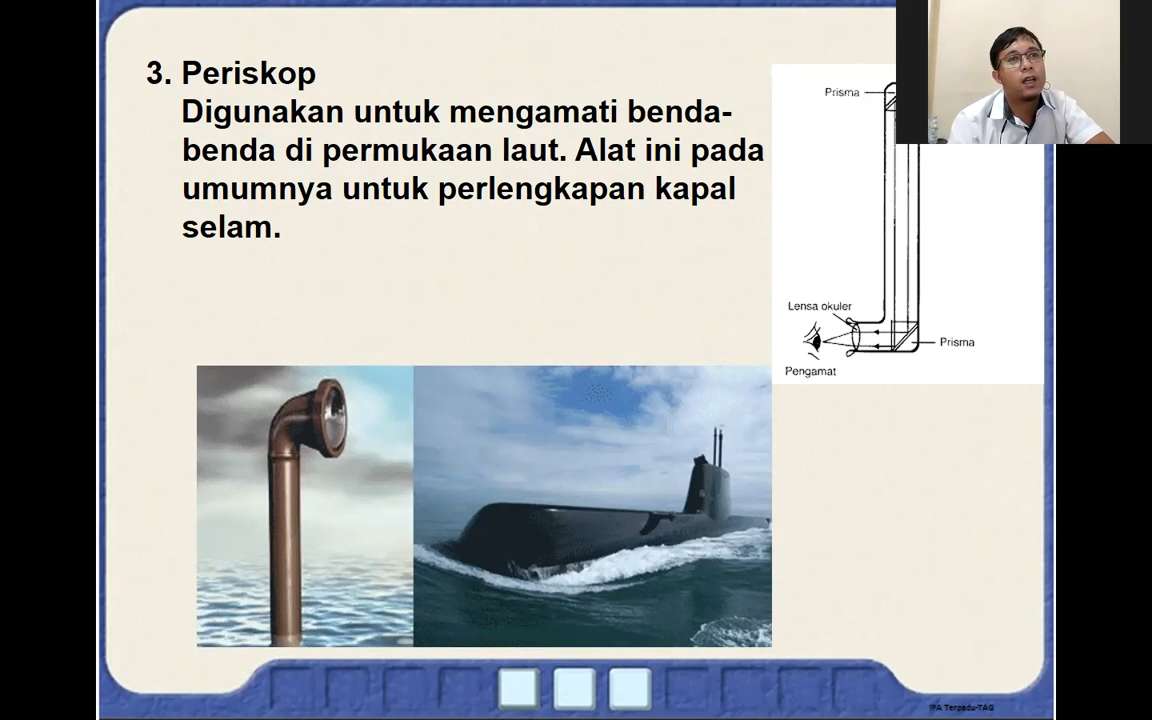 3. Periskop
Digunakan untuk mengamati benda-
benda di permukaan laut. Alat ini pada
umumnya untuk perlengkapan kapal
selam.
Prisma
Lensa okuler
Prisma
Pengamat
IPA Terpadu-TAG